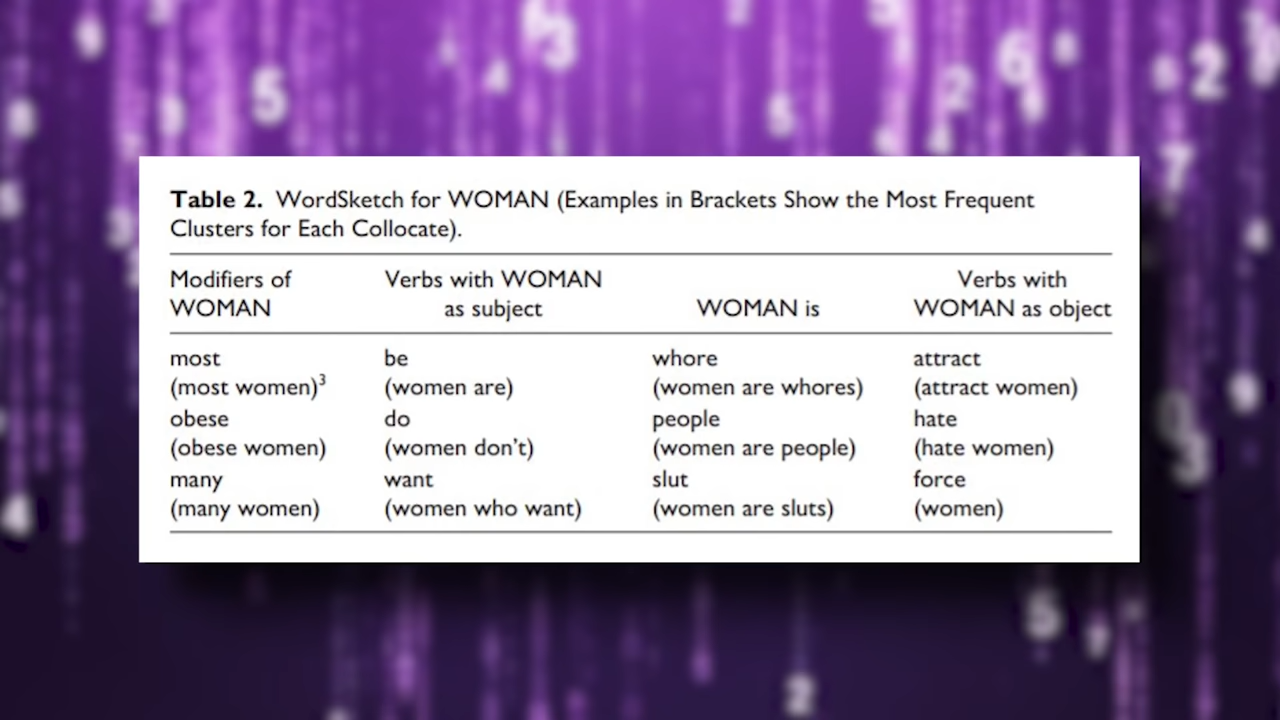 Table 2. WordSketch for WOMAN (Examples in Brackets Show the Most Frequent
Clusters for Each Collocate).
Modifiers of WOMAN
Verbs with WOMAN as subject
WOMAN is
Verbs with WOMAN as object
most be whore attract
(most women)³ (women are) (women are whores) (attract women)
obese do people hate
(obese women) (women don't) (women are people) (hate women)
many want slut force
(many women) (women who want) (women are sluts) (women)